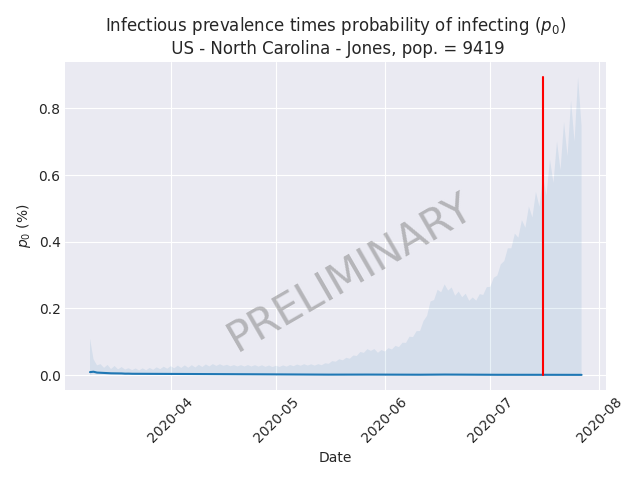 Infectious prevalence times probability of infecting (p₀)
US - North Carolina - Jones, pop. = 9419
p₀ (%)
0.8
0.6
0.4
0.2
0.0
PRELIMINARY
2020-04
2020-05
2020-06
2020-07
2020-08
Date